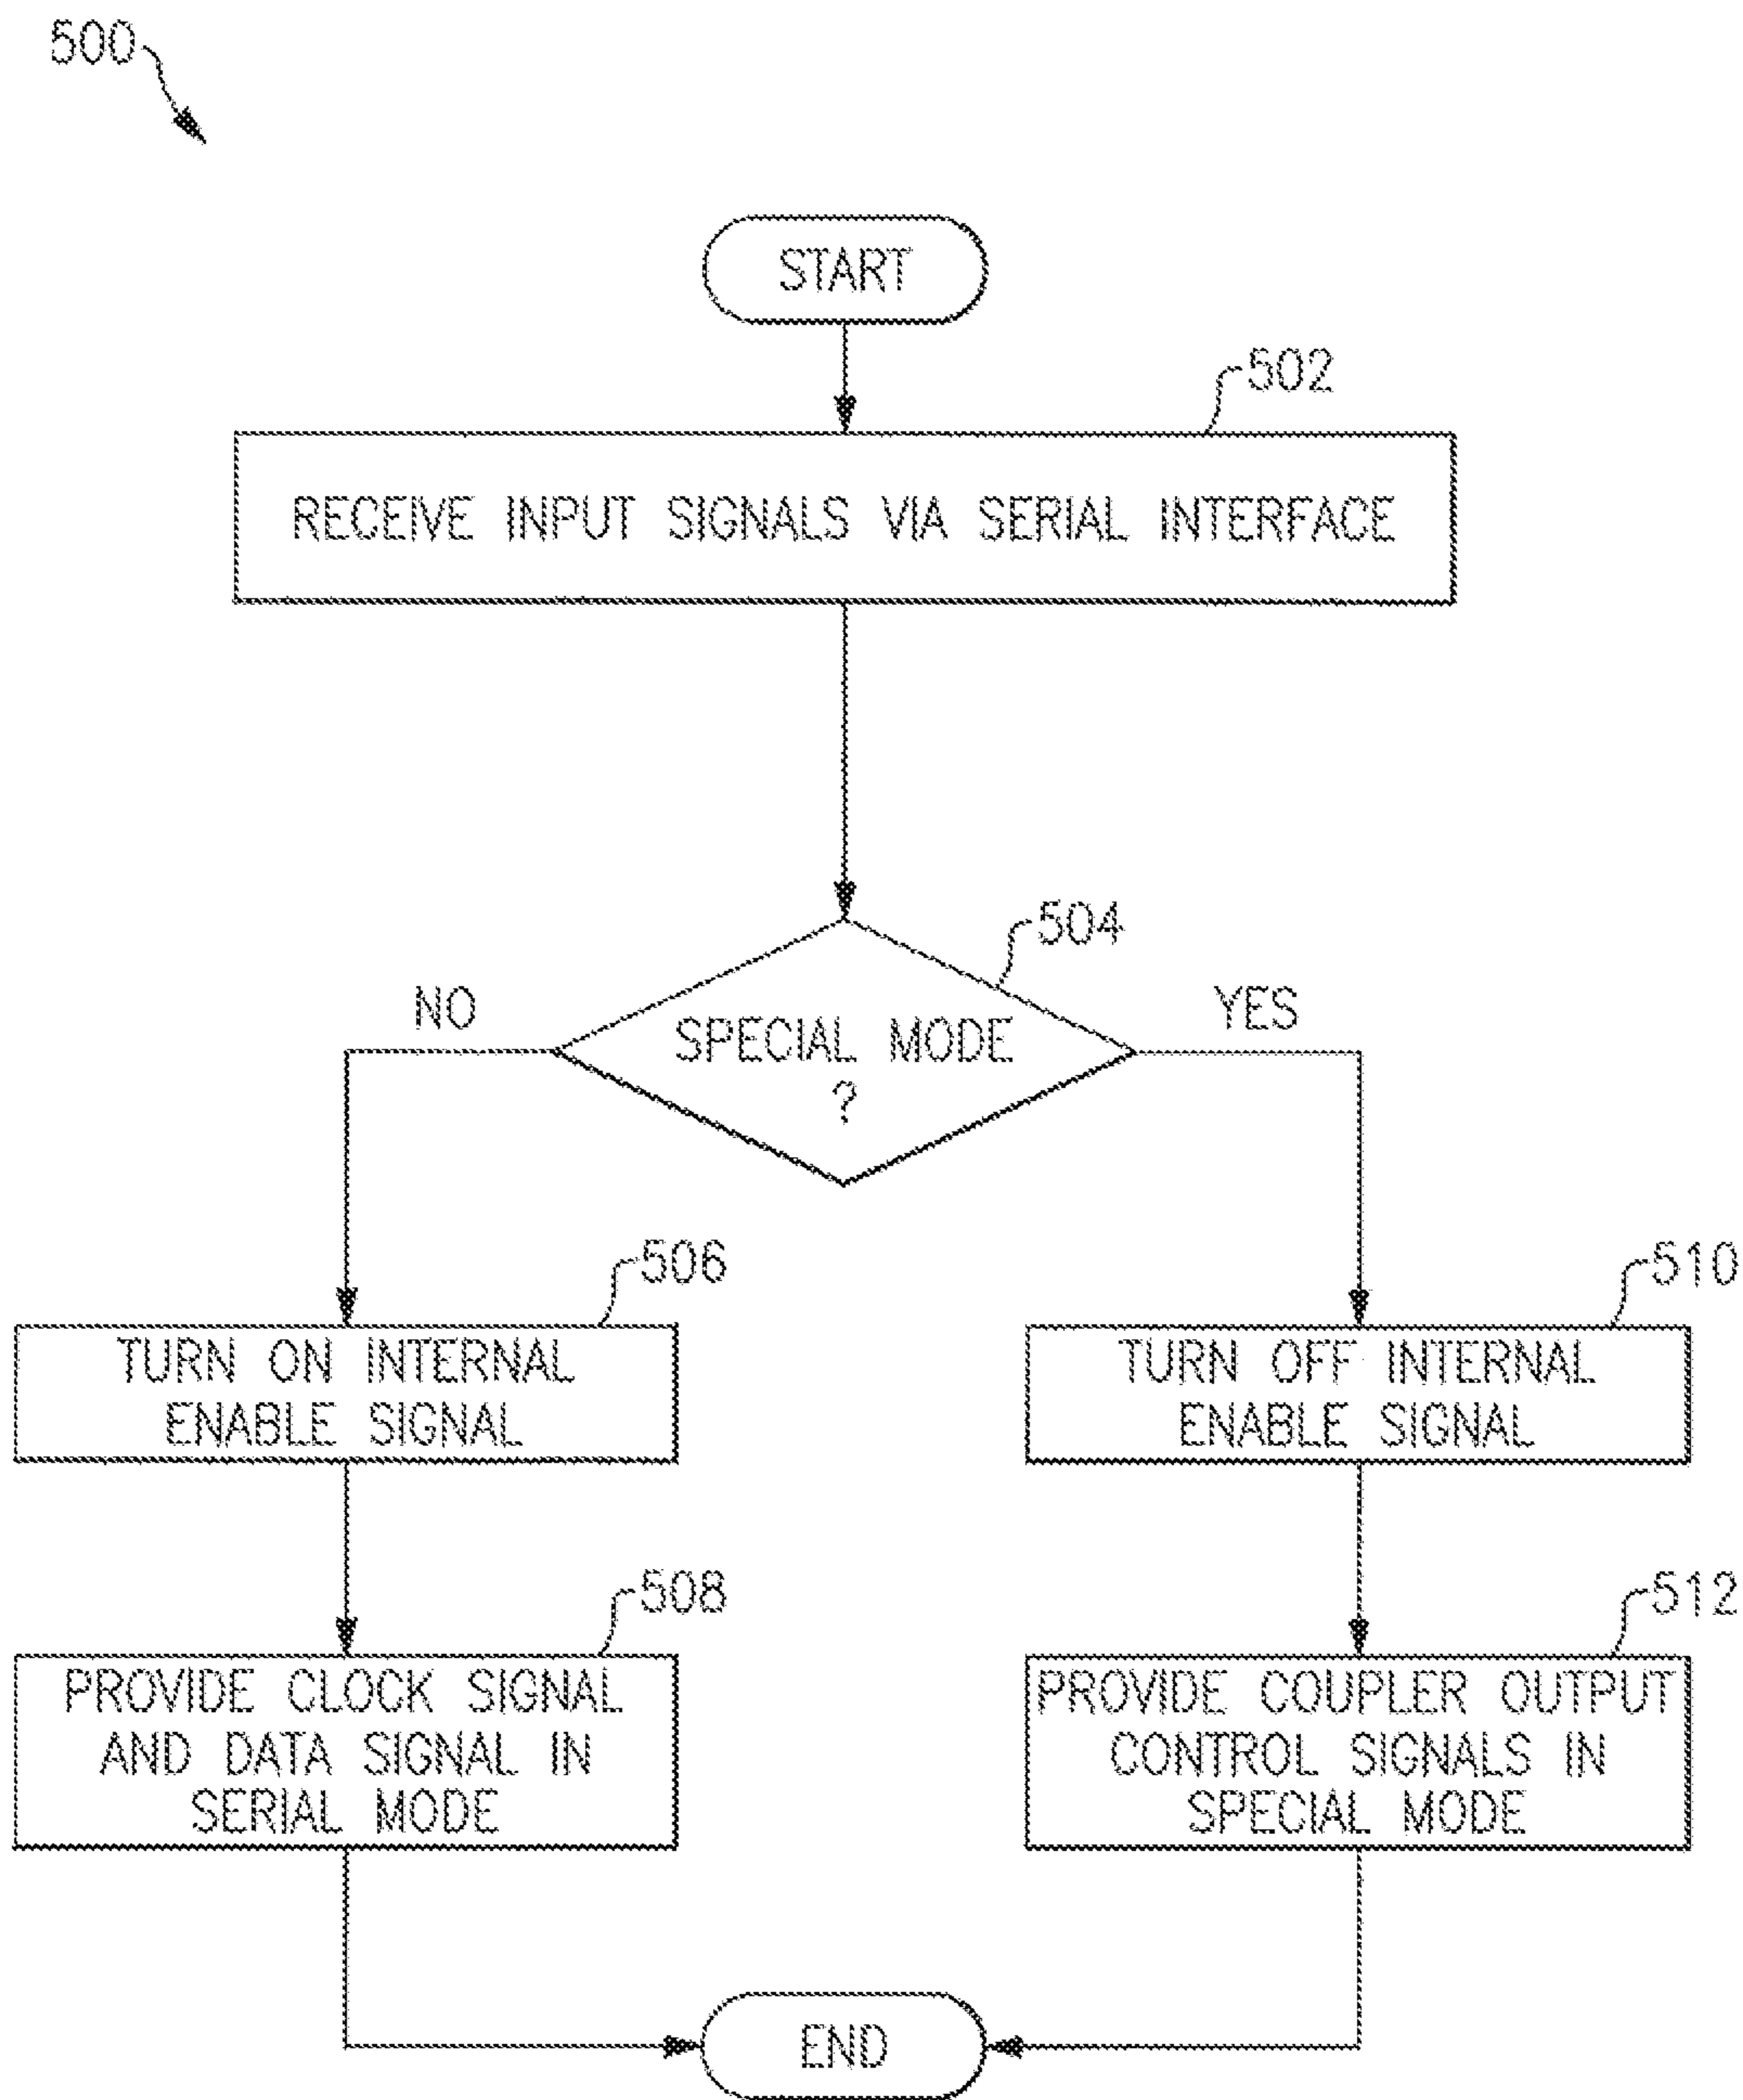 500
START
502
RECEIVE INPUT SIGNALS VIA SERIAL INTERFACE
504
NO
YES
SPECIAL MODE
?
506
TURN ON INTERNAL
ENABLE SIGNAL
510
TURN OFF INTERNAL
ENABLE SIGNAL
508
PROVIDE CLOCK SIGNAL
AND DATA SIGNAL IN
SERIAL MODE
512
PROVIDE COUPLER OUTPUT
CONTROL SIGNALS IN
SPECIAL MODE
END